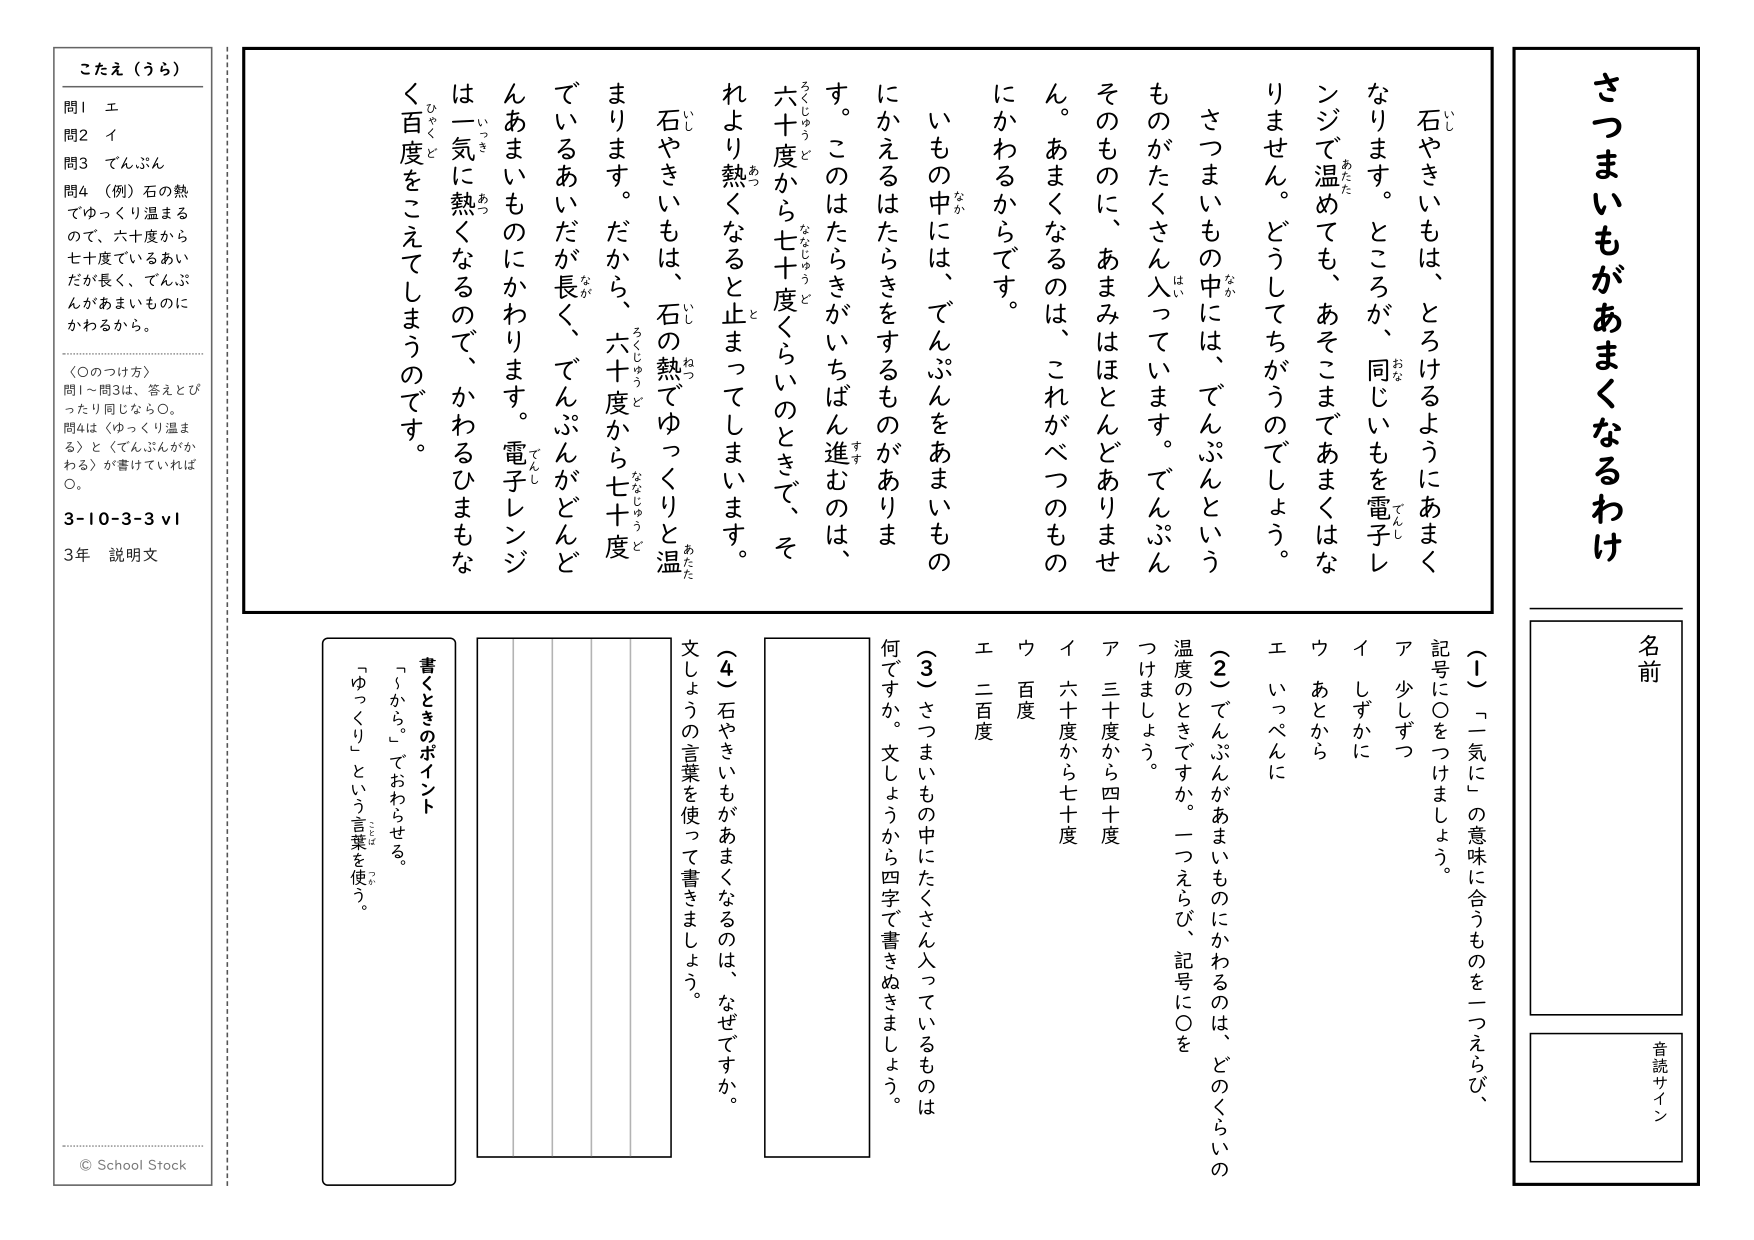 さつまいもがあまくなるわけ
名前
音読サイン
石やきいもは、とろけるようにあまく
なります。ところが、同じいもを電子レ
ンジで温めても、あそこまであまくはな
りません。どうしてちがうのでしょう。
さつまいもの中には、でんぷんという
ものがたくさん入っています。でんぷん
そのものに、あまみはほとんどありませ
ん。あまくなるのは、これがべつのもの
にかわるからです。
いもの中には、でんぷんをあまいもの
にかえるはたらきをするものがありま
す。このはたらきがいちばん進むのは、
六十度から七十度くらいのときで、そ
れより熱くなると止まってしまいます。
石やきいもは、石の熱でゆっくりと温
まります。だから、六十度から七十度
でいるあいだが長く、でんぷんがどんど
んあまいものにかわります。電子レンジ
は一気に熱くなるので、かわるひまもな
く百度をこえてしまうのです。
(1)「一気に」の意味に合うものを一つえらび、
記号に〇をつけましょう。
ア 少しずつ
イ しずかに
ウ あとから
エ いっぺんに
(2)でんぷんがあまいものにかわるのは、どのくらいの
温度のときですか。一つえらび、記号に〇を
つけましょう。
ア 三十度から四十度
イ 六十度から七十度
ウ 百度
エ 二百度
(3)さつまいもの中にたくさん入っているものは
何ですか。文しょうから四字で書きぬきましょう。
(4)石やきいもがあまくなるのは、なぜですか。
文しょうの言葉を使って書きましょう。
書くときのポイント
「〜から。」でおわらせる。
「ゆっくり」という言葉を使う。
こたえ（うら）
問1 エ
問2 イ
問3 でんぷん
問4 （例）石の熱
でゆっくり温まる
ので、六十度から
七十度でいるあい
だが長く、でんぷ
んがあまいものに
かわるから。
〈〇のつけ方〉
問1〜問3は、答えとぴ
ったり同じなら〇。
問4は〈ゆっくり温ま
る〉と〈でんぷんがか
わる〉が書けていれば
〇。
3-10-3-3 v1
3年 説明文
© School Stock